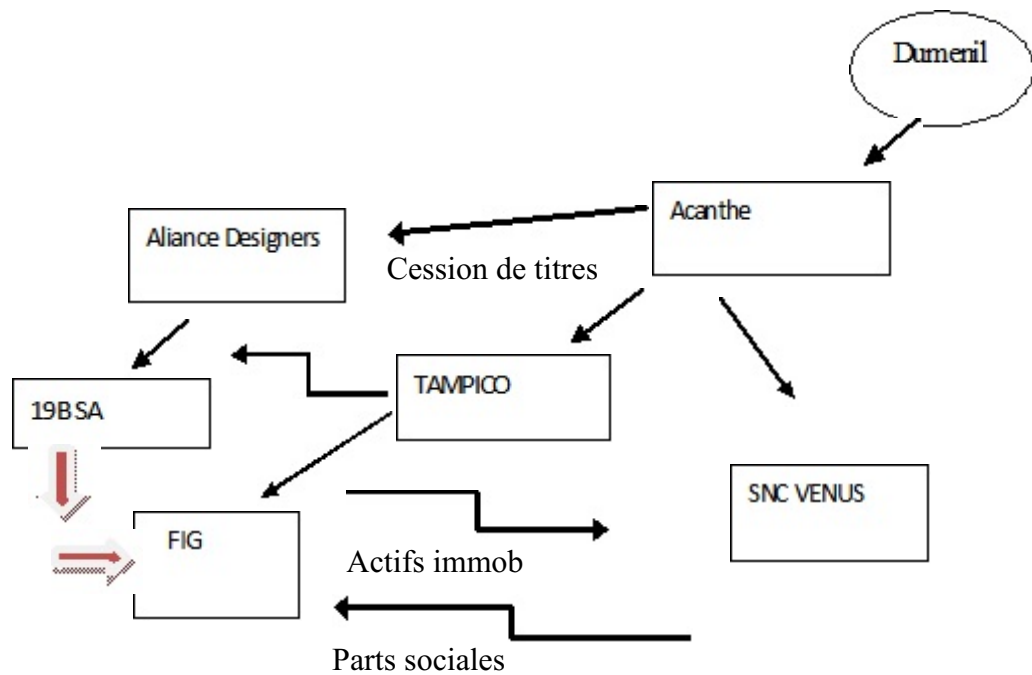 Dumenil
Acanthe
Aliance Designers
Cession de titres
TAMPICO
19B SA
SNC VENUS
FIG
Actifs immob
Parts sociales